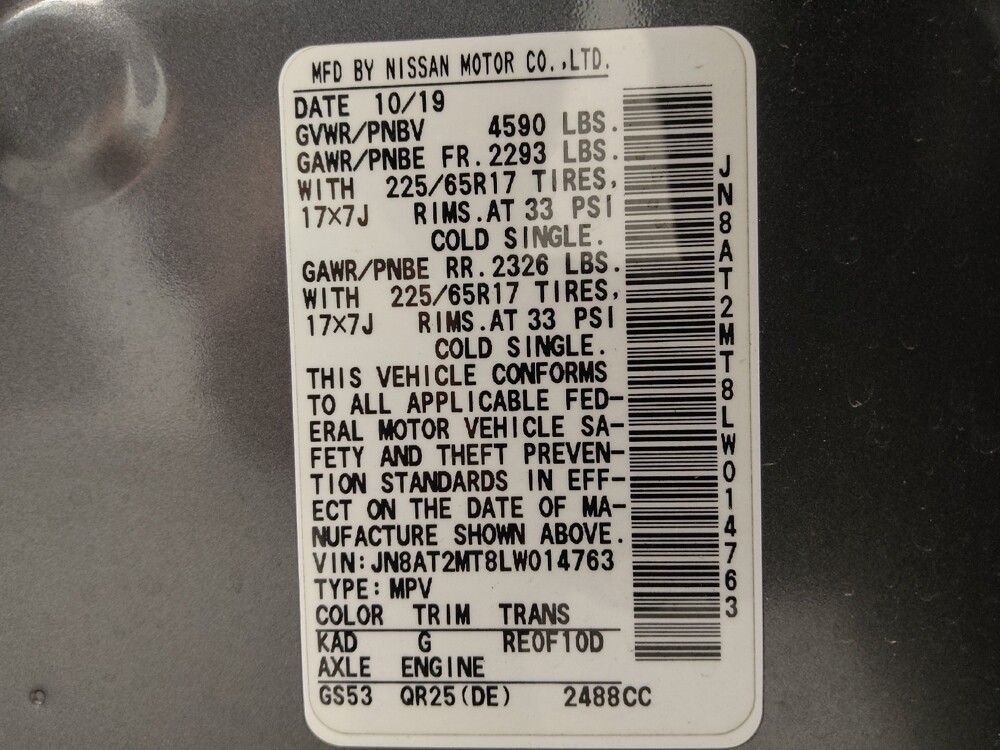 MFD BY NISSAN MOTOR CO.,LTD.
DATE 10/19
GVWR/PNBV 4590 LBS.
GAWR/PNBE FR.2293 LBS.
WITH 225/65R17 TIRES,
17X7J RIMS.AT 33 PSI
COLD SINGLE.
GAWR/PNBE RR.2326 LBS.
WITH 225/65R17 TIRES,
17X7J RIMS.AT 33 PSI
COLD SINGLE.
THIS VEHICLE CONFORMS
TO ALL APPLICABLE FED-
ERAL MOTOR VEHICLE SA-
FETY AND THEFT PREVEN-
TION STANDARDS IN EFF-
ECT ON THE DATE OF MA-
NUFACTURE SHOWN ABOVE.
VIN:JN8AT2MT8LW014763
TYPE:MPV
COLOR TRIM TRANS
KAD G RE0F10D
AXLE ENGINE
GS53 QR25(DE) 2488CC
JN8AT2MT8LW014763